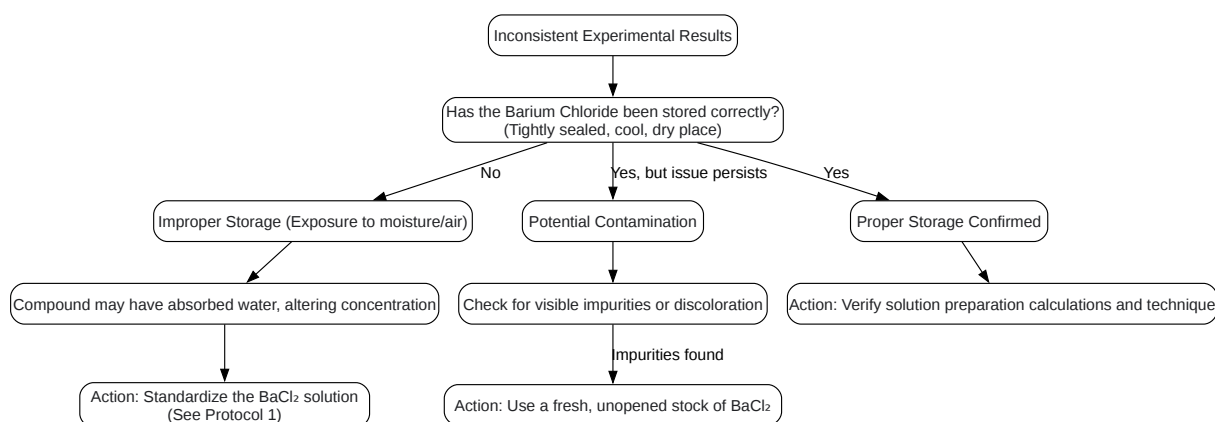 Inconsistent Experimental Results
Has the Barium Chloride been stored correctly?
(Tightly sealed, cool, dry place)
No
Yes, but issue persists
Yes
Improper Storage (Exposure to moisture/air)
Potential Contamination
Proper Storage Confirmed
Compound may have absorbed water, altering concentration
Check for visible impurities or discoloration
Action: Verify solution preparation calculations and technique
Impurities found
Action: Standardize the BaCl₂ solution
(See Protocol 1)
Action: Use a fresh, unopened stock of BaCl₂